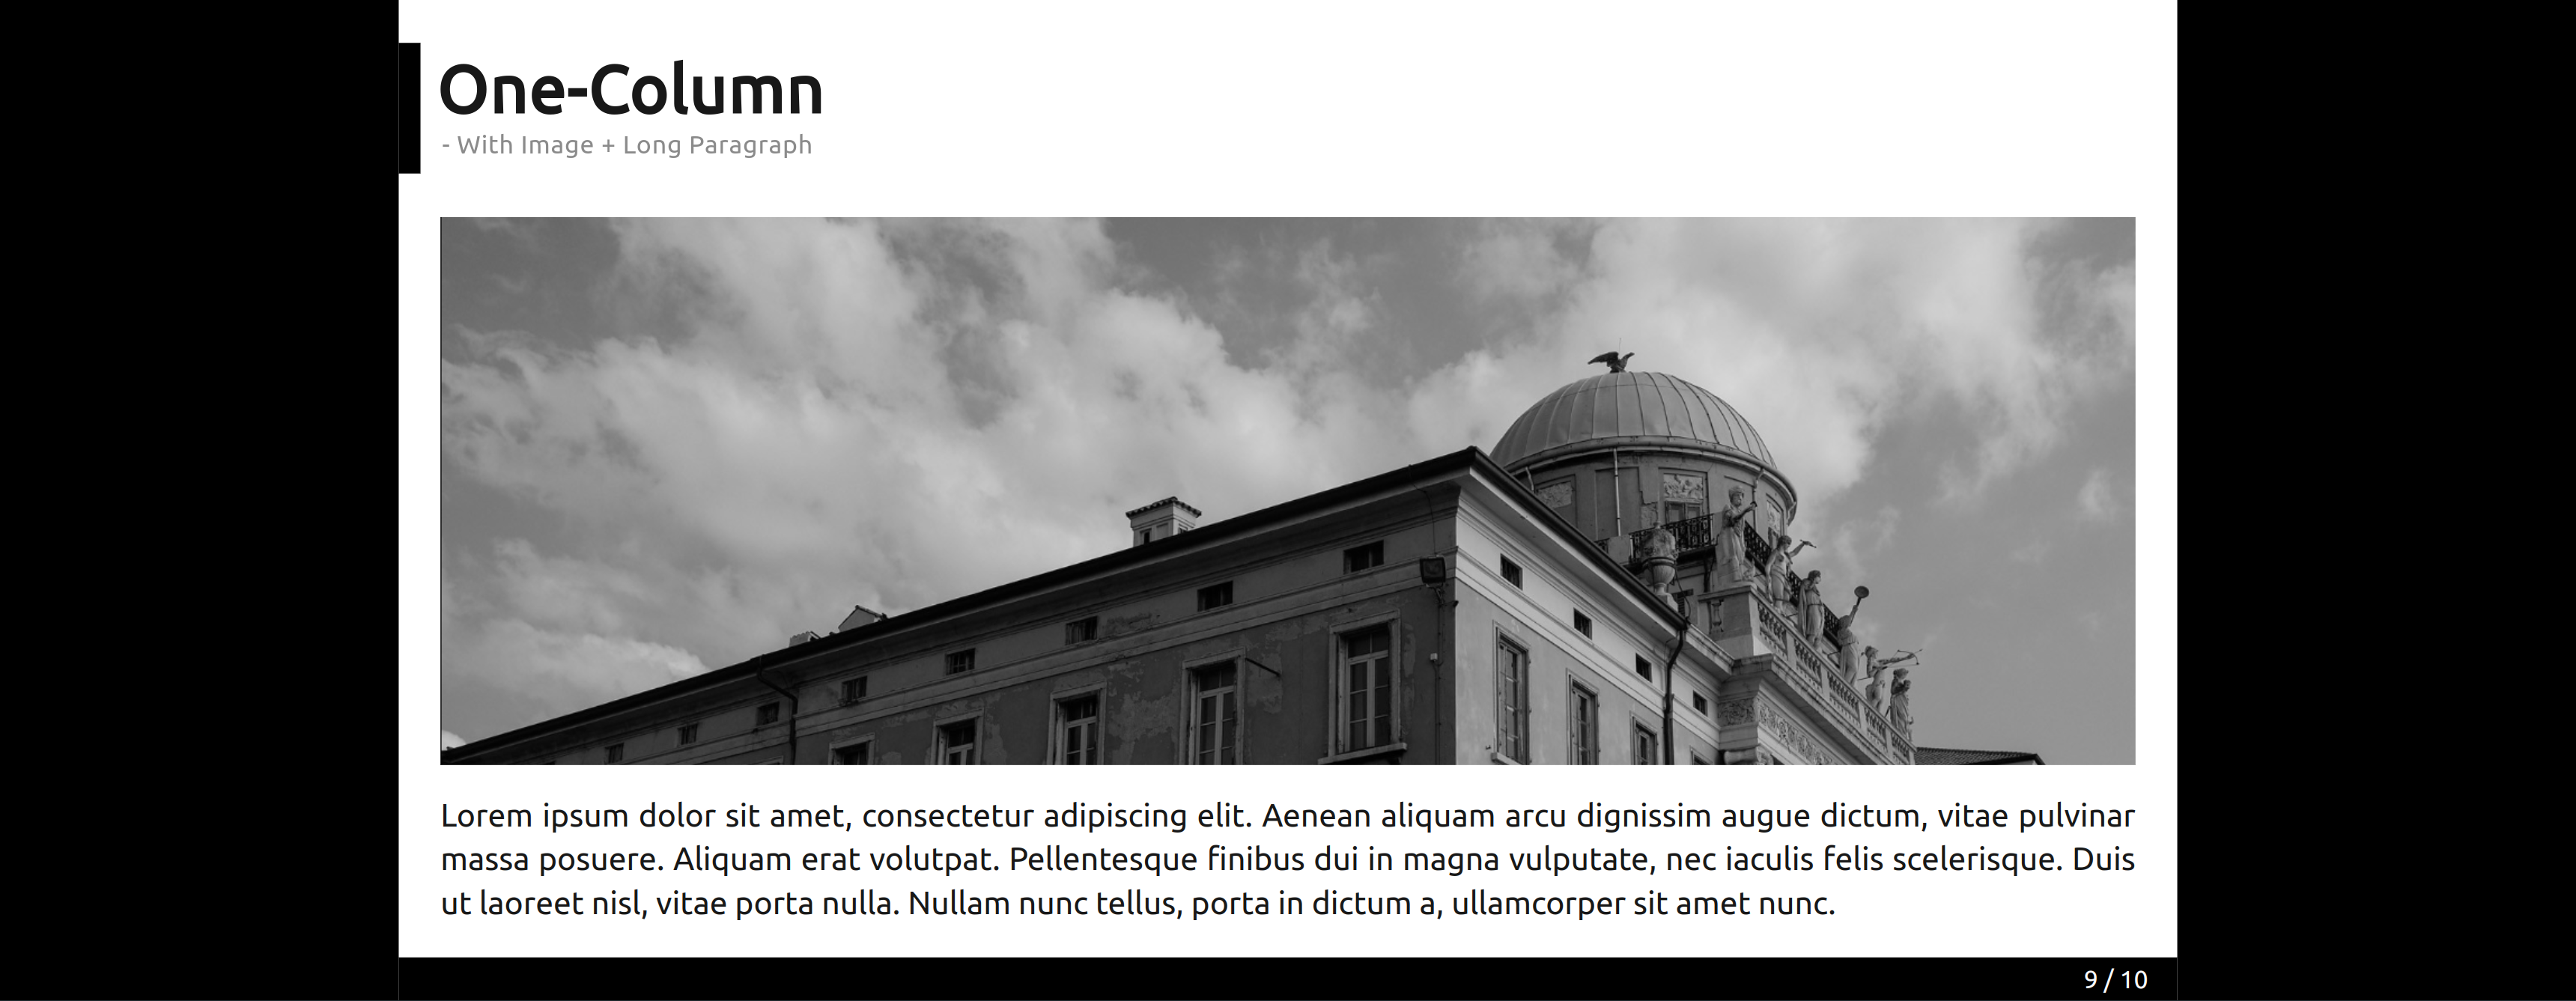 One-Column
- With Image + Long Paragraph
Lorem ipsum dolor sit amet, consectetur adipiscing elit. Aenean aliquam arcu dignissim augue dictum, vitae pulvinar
massa posuere. Aliquam erat volutpat. Pellentesque finibus dui in magna vulputate, nec iaculis felis scelerisque. Duis
ut laoreet nisl, vitae porta nulla. Nullam nunc tellus, porta in dictum a, ullamcorper sit amet nunc.
9 / 10